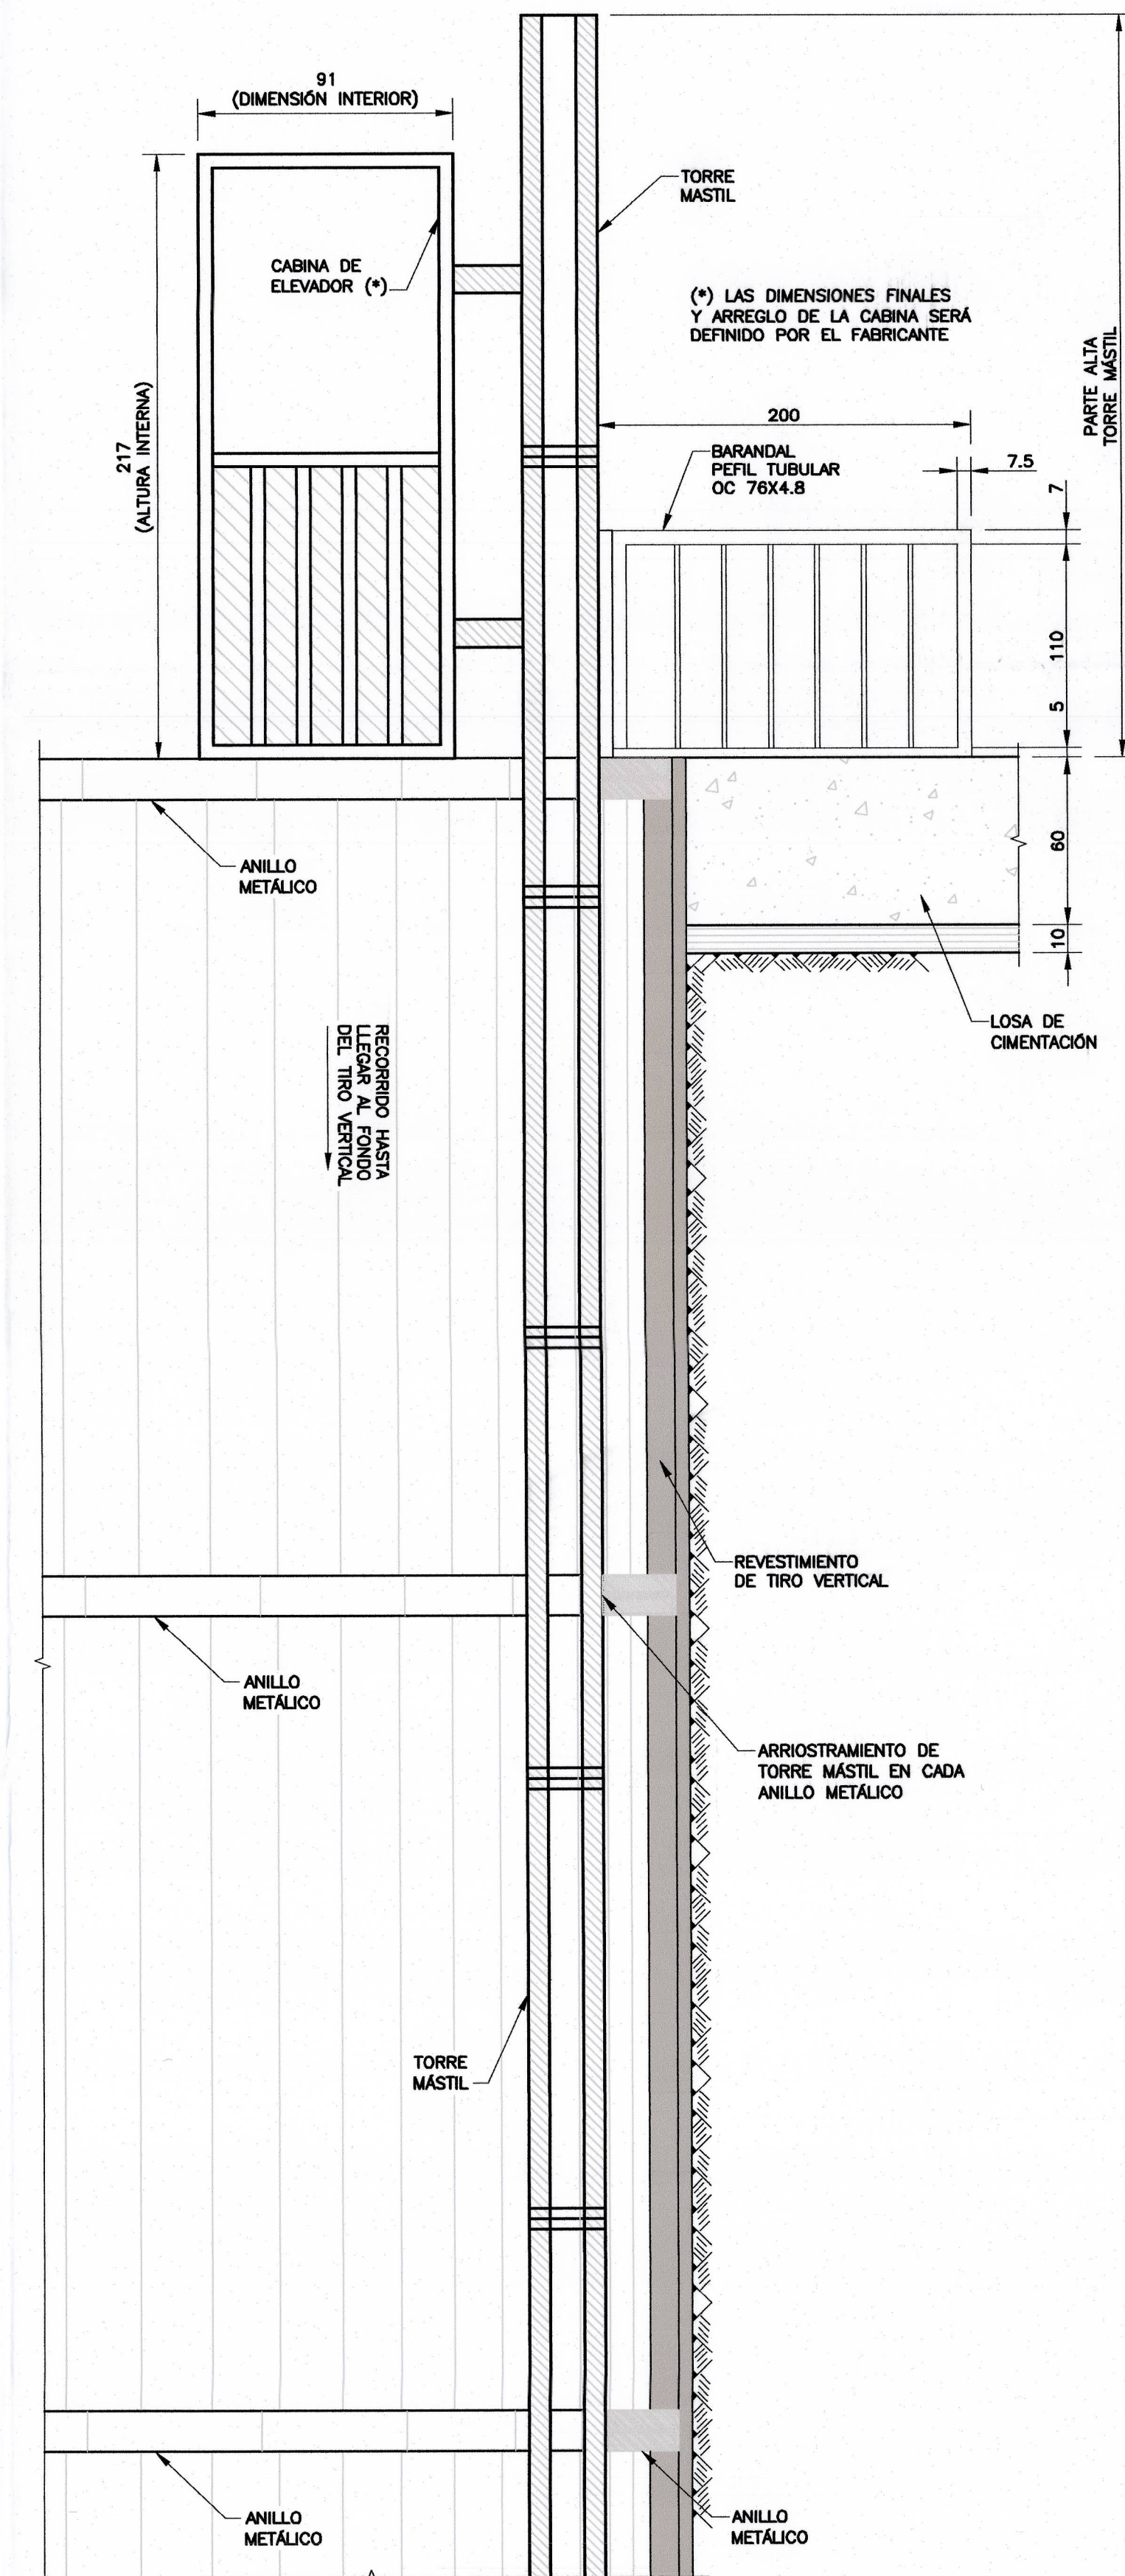 91
(DIMENSIÓN INTERIOR)
TORRE
MASTIL
CABINA DE
ELEVADOR (*)
(*) LAS DIMENSIONES FINALES
Y ARREGLO DE LA CABINA SERÁ
DEFINIDO POR EL FABRICANTE
PARTE ALTA
TORRE MÁSTIL
217
(ALTURA INTERNA)
200
BARANDAL
PEFIL TUBULAR
OC 76X4.8
7.5
7
110
5
60
10
ANILLO
METÁLICO
LOSA DE
CIMENTACIÓN
RECORRIDO HASTA
LLEGAR AL FONDO
DEL TIRO VERTICAL
REVESTIMIENTO
DE TIRO VERTICAL
ANILLO
METÁLICO
ARRIOSTRAMIENTO DE
TORRE MÁSTIL EN CADA
ANILLO METÁLICO
TORRE
MÁSTIL
ANILLO
METÁLICO
ANILLO
METÁLICO